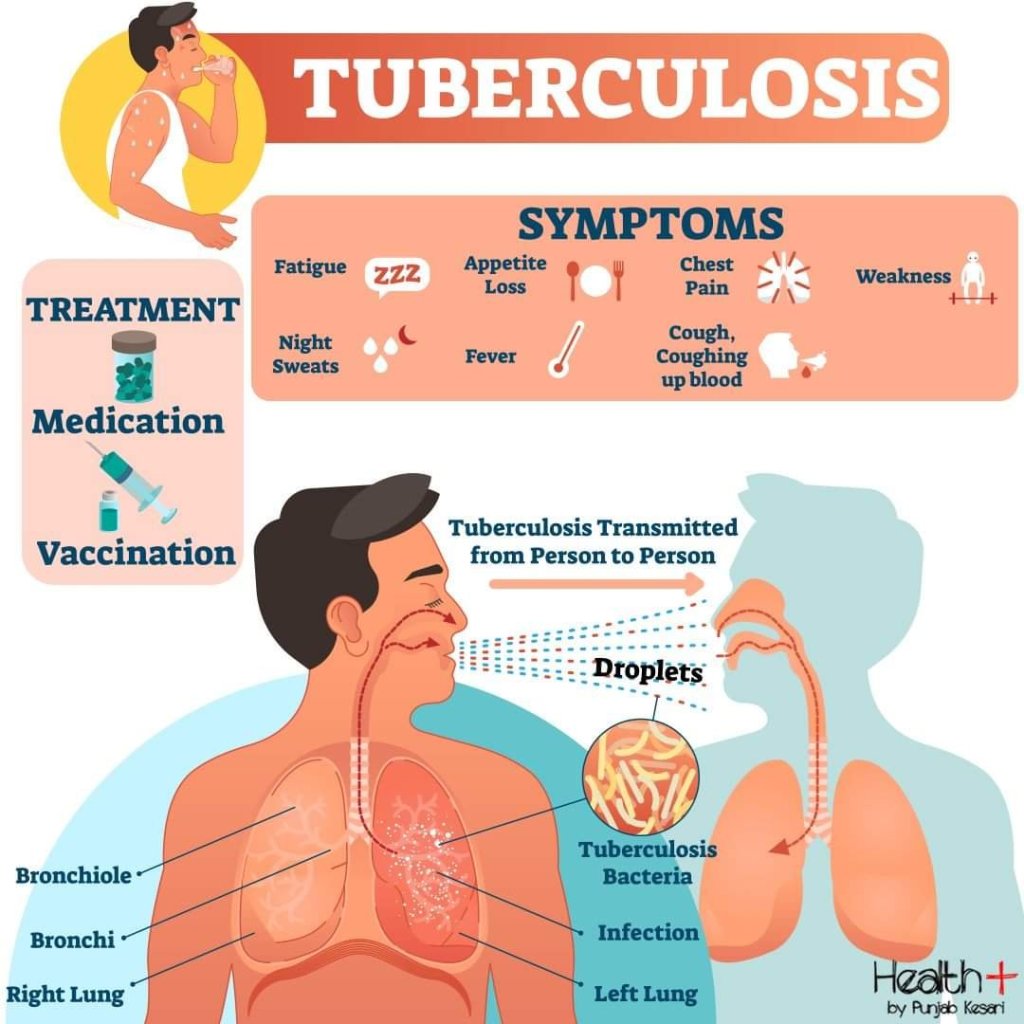 TUBERCULOSIS
SYMPTOMS
Fatigue
zzz
Appetite
Loss
Chest
Pain
Weakness
Night
Sweats
Fever
Cough,
Coughing
up blood
TREATMENT
Medication
Vaccination
Tuberculosis Transmitted
from Person to Person
Droplets
Tuberculosis
Bacteria
Bronchiole
Bronchi
Right Lung
Infection
Left Lung
Health+
by Punjab Kesari